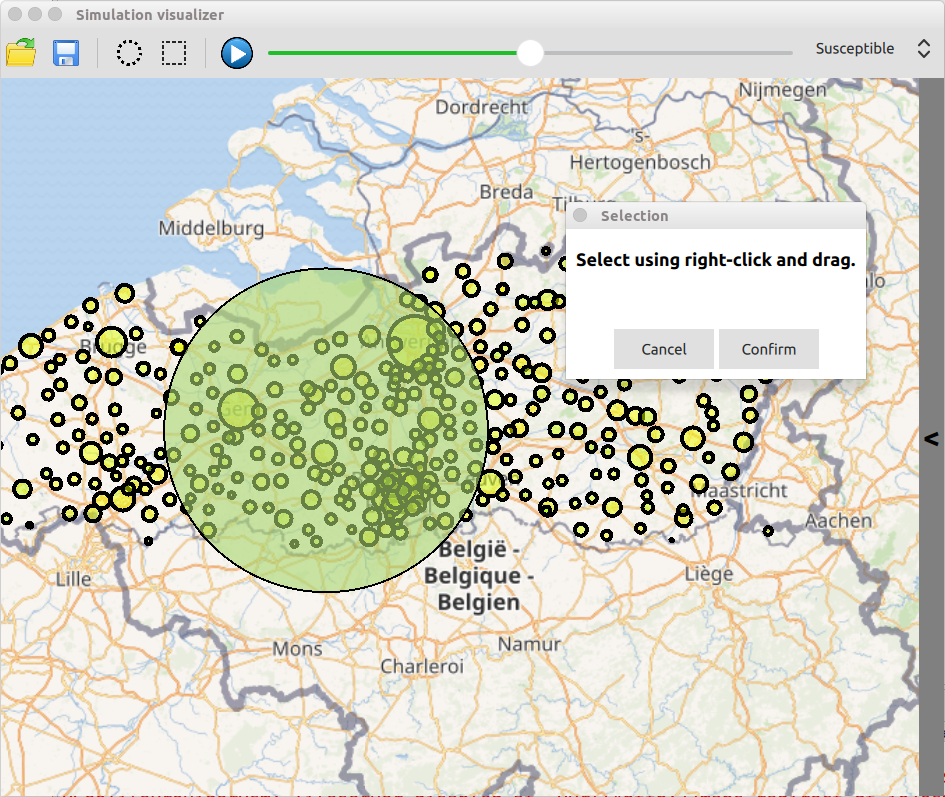 Simulation visualizer
Susceptible
Nijmegen
Dordrecht
's-
Hertogenbosch
Breda
Middelburg
Selection
Select using right-click and drag.
Cancel
Confirm
Brugge
<
Maastricht
Aachen
België -
Belgique -
Belgien
Lille
Liège
Mons
Namur
Charleroi